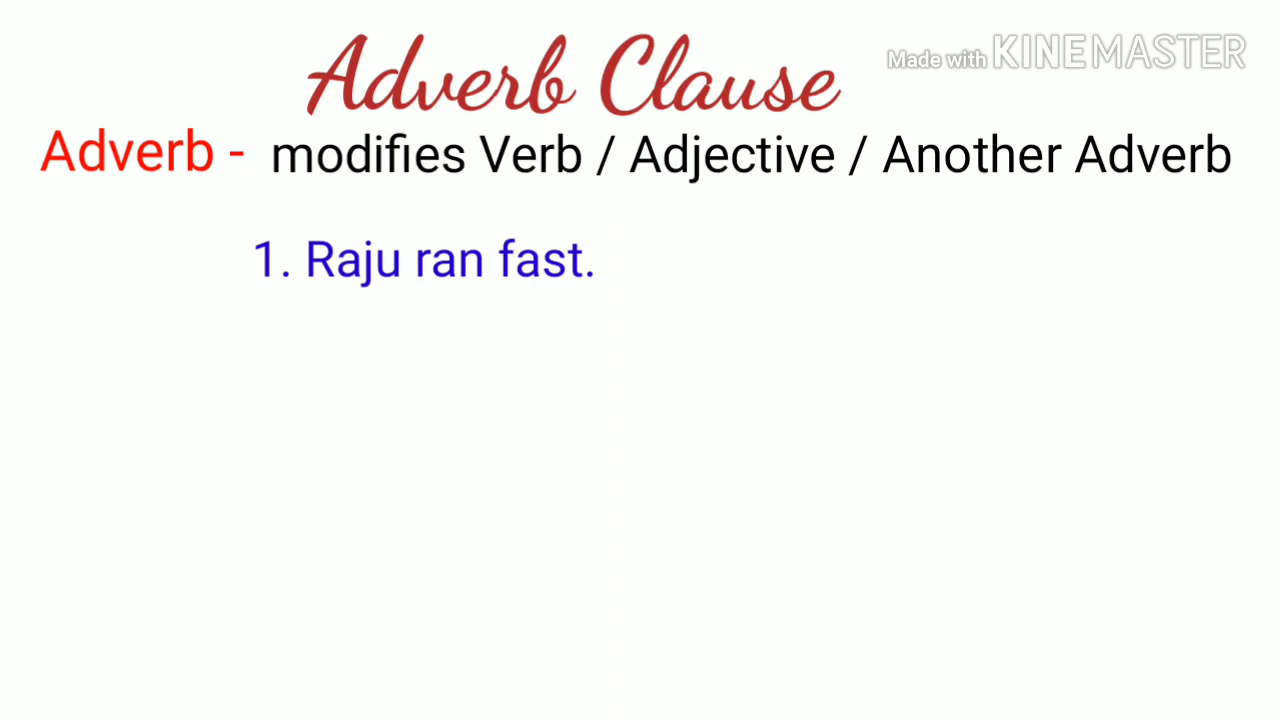 Adverb Clause
Made with KINEMASTER
Adverb - modifies Verb / Adjective / Another Adverb
1. Raju ran fast.